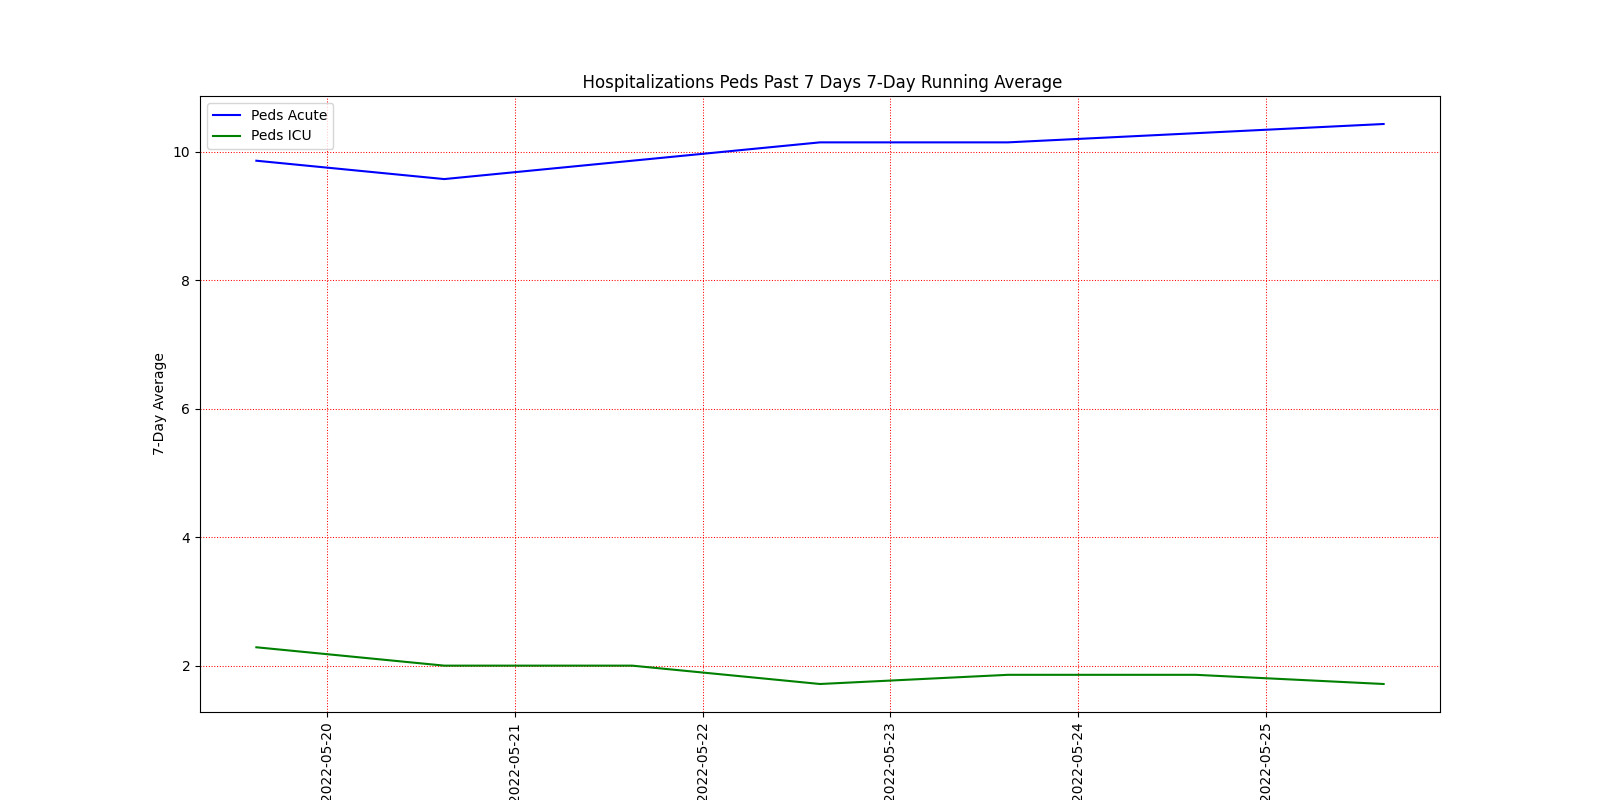 Hospitalizations Peds Past 7 Days 7-Day Running Average
Peds Acute
Peds ICU
10
8
6
4
2
7-Day Average
2022-05-20
2022-05-21
2022-05-22
2022-05-23
2022-05-24
2022-05-25